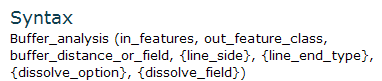 Syntax
Buffer_analysis (in_features, out_feature_class,
buffer_distance_or_field, {line_side}, {line_end_type},
{dissolve_option}, {dissolve_field})